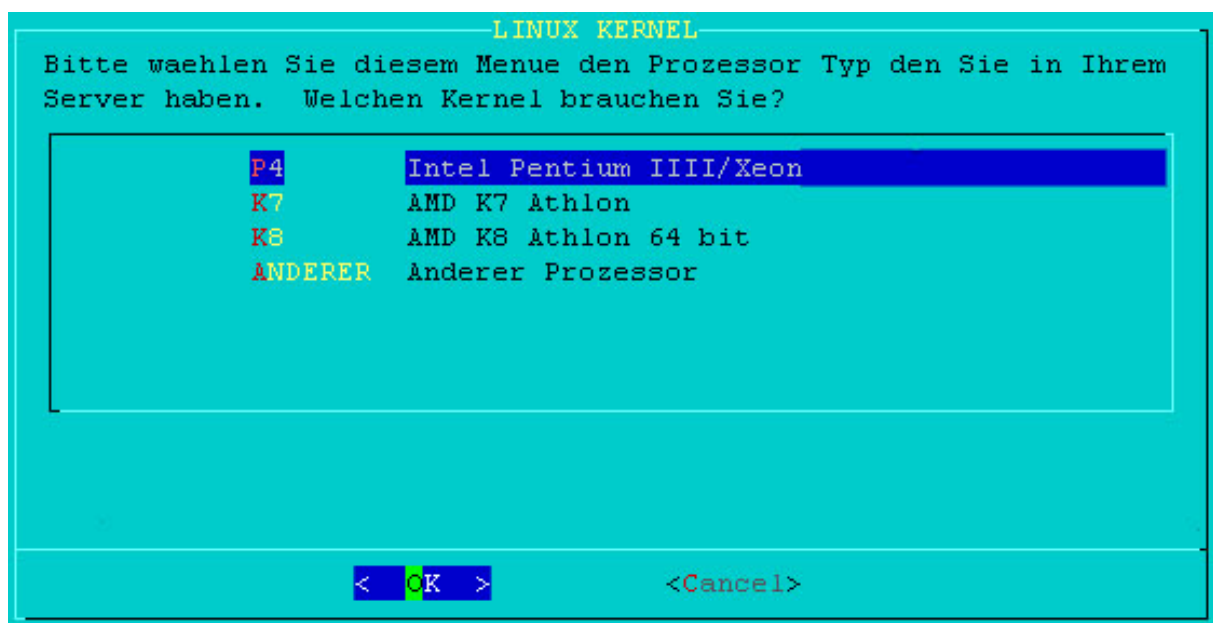 LINUX KERNEL
Bitte waehlen Sie diesem Menue den Prozessor Typ den Sie in Ihrem
Server haben. Welchen Kernel brauchen Sie?
P4 Intel Pentium IIII/Xeon
K7 AMD K7 Athlon
K8 AMD K8 Athlon 64 bit
ANDERER Anderer Prozessor
< OK > <Cancel>